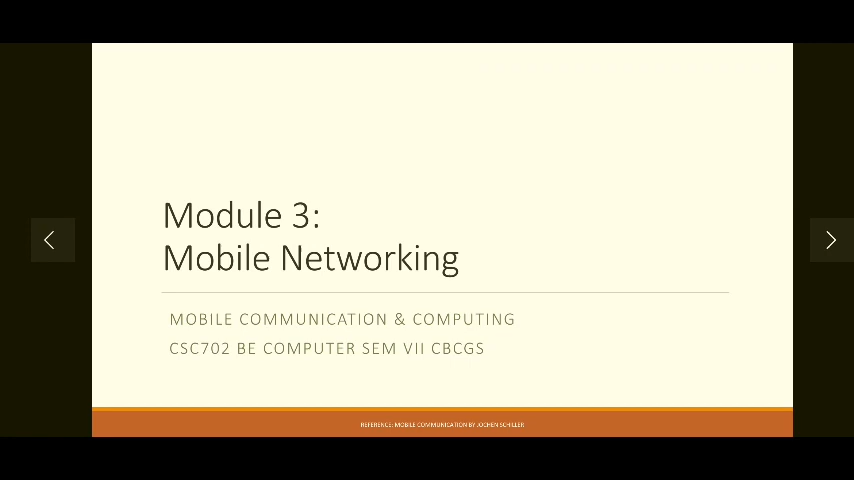 Module 3:
Mobile Networking
MOBILE COMMUNICATION & COMPUTING
CSC702 BE COMPUTER SEM VII CBCGS
REFERENCE: MOBILE COMMUNICATION BY JOCHEN SCHILLER